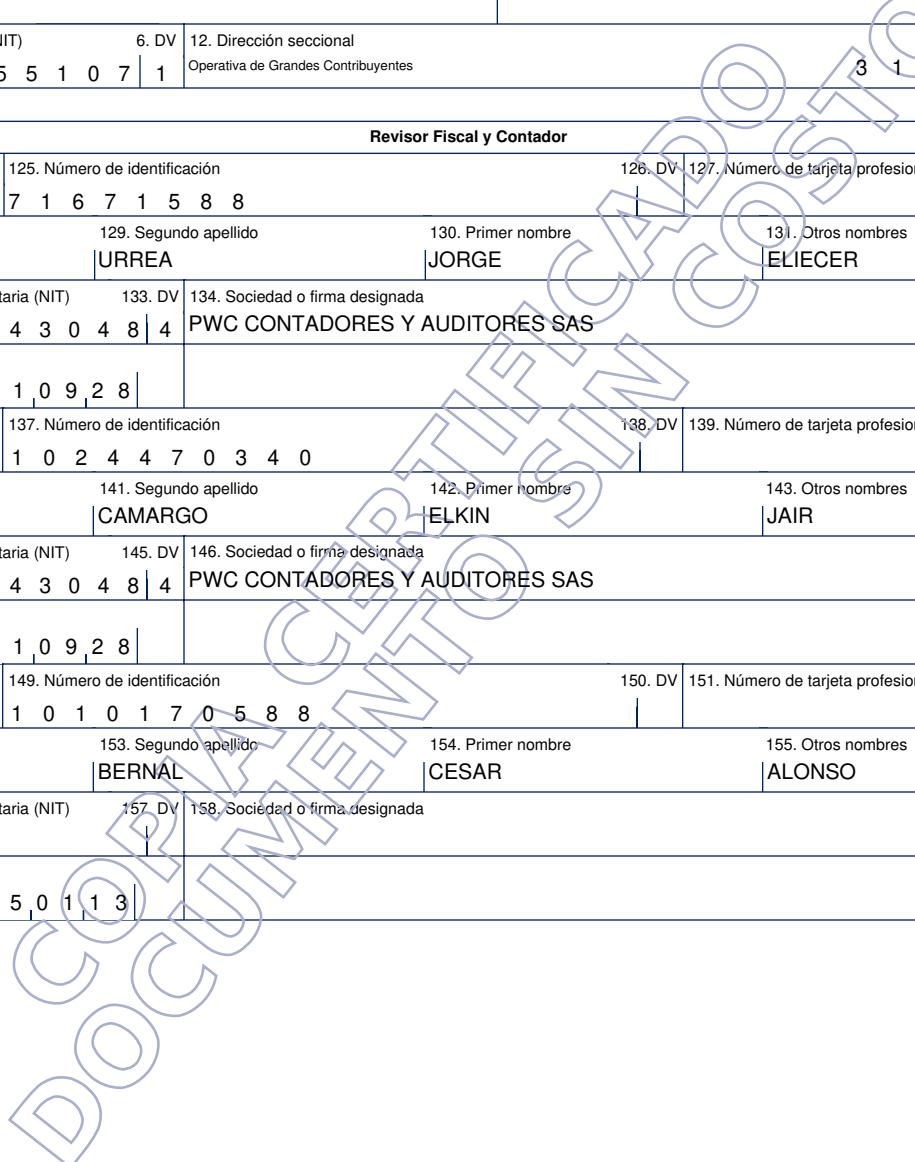 IT) 6. DV 12. Dirección seccional
5 5 1 0 7 1 Operativa de Grandes Contribuyentes 3 1
Revisor Fiscal y Contador
125. Número de identificación 126. DV 127. Número de tarjeta profesion
7 1 6 7 1 5 8 8
129. Segundo apellido 130. Primer nombre 131. Otros nombres
URREA JORGE ELIECER
taria (NIT) 133. DV 134. Sociedad o firma designada
4 3 0 4 8 4 PWC CONTADORES Y AUDITORES SAS
1 0 9 2 8
137. Número de identificación 138. DV 139. Número de tarjeta profesion
1 0 2 4 4 7 0 3 4 0
141. Segundo apellido 142. Primer nombre 143. Otros nombres
CAMARGO ELKIN JAIR
taria (NIT) 145. DV 146. Sociedad o firma designada
4 3 0 4 8 4 PWC CONTADORES Y AUDITORES SAS
1 0 9 2 8
149. Número de identificación 150. DV 151. Número de tarjeta profesion
1 0 1 0 1 7 0 5 8 8
153. Segundo apellido 154. Primer nombre 155. Otros nombres
BERNAL CESAR ALONSO
taria (NIT) 157. DV 158. Sociedad o firma designada
5 0 1 1 3
COPIA CERTIFICADO
DOCUMENTO SIN COSTO